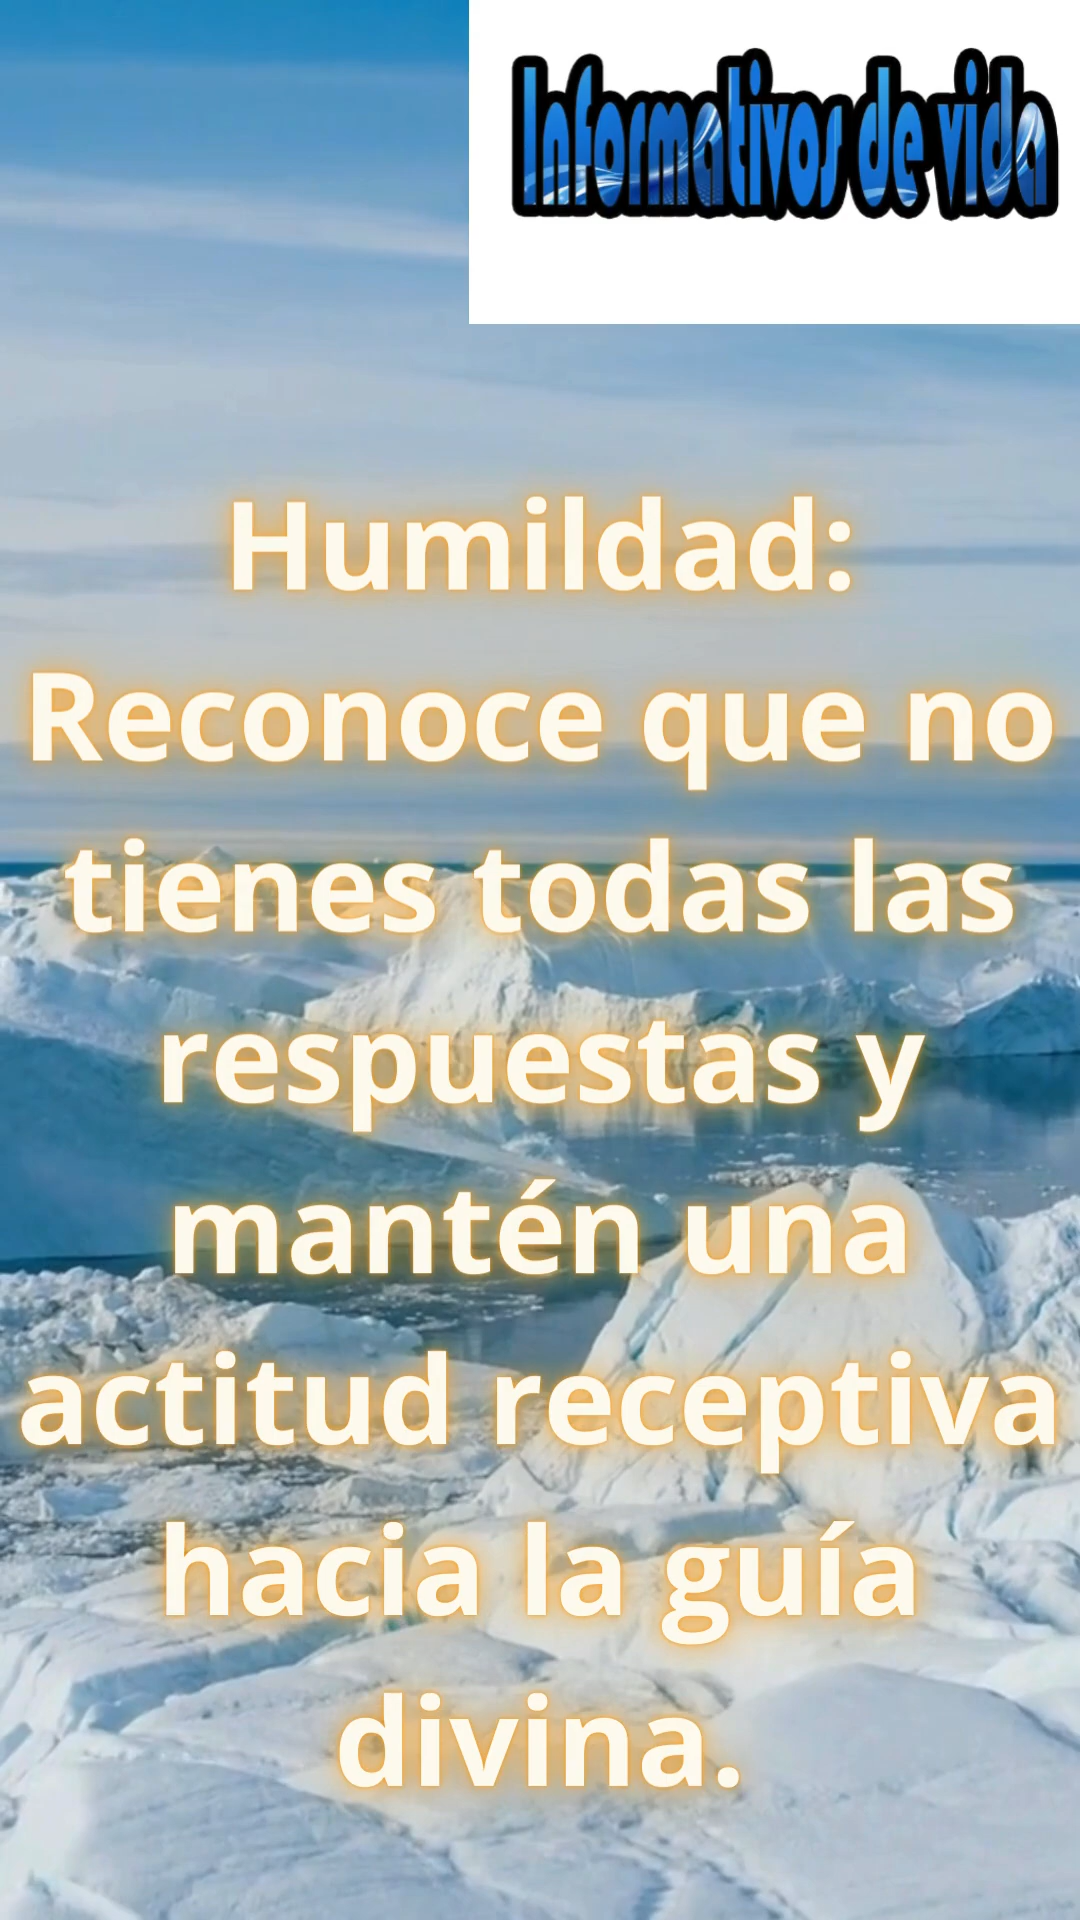 Informativos de vida
Humildad:
Reconoce que no
tienes todas las
respuestas y
mantén una
actitud receptiva
hacia la guía
divina.